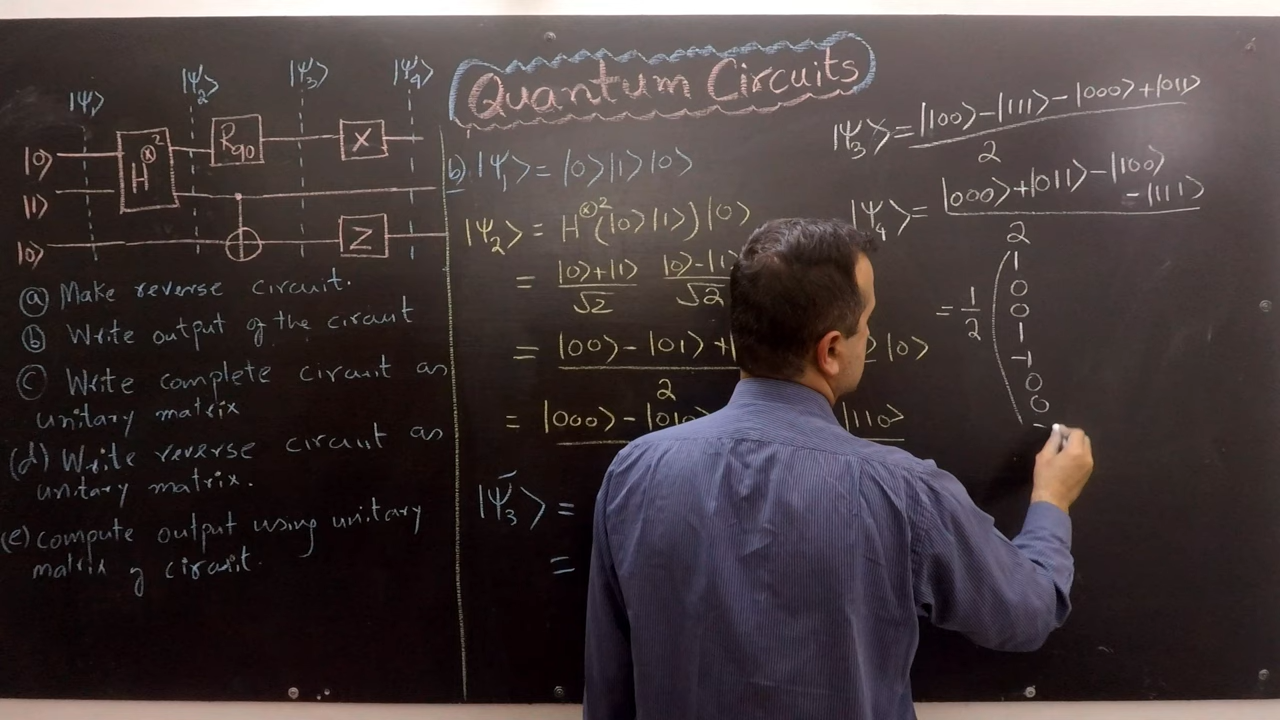 Quantum Circuits
|Ψ⟩ |Ψ₂⟩ |Ψ₃⟩ |Ψ₄⟩
|0⟩ H⊗2 R90 X
|1⟩
|0⟩ Z
(a) Make reverse circuit.
(b) Write output of the circuit
(c) Write complete circuit as
unitary matrix
(d) Write reverse circuit as
unitary matrix.
(e) compute output using unitary
matrix of circuit.
b) |Ψ₁⟩ = |0⟩|1⟩|0⟩
|Ψ₂⟩ = H⊗2(|0⟩|1⟩)|0⟩
= |0⟩+|1⟩ |0⟩-|1⟩
√2 √2
= |00⟩-|01⟩+| |0⟩
2
= |000⟩-|010⟩ |110⟩
|Ψ₃⟩ =
=
|Ψ₃⟩ = |100⟩-|111⟩-|000⟩+|011⟩
2
|Ψ₄⟩ = |000⟩+|011⟩-|100⟩
-|111⟩
2
= 1/2
1
0
0
1
-1
0
0
-